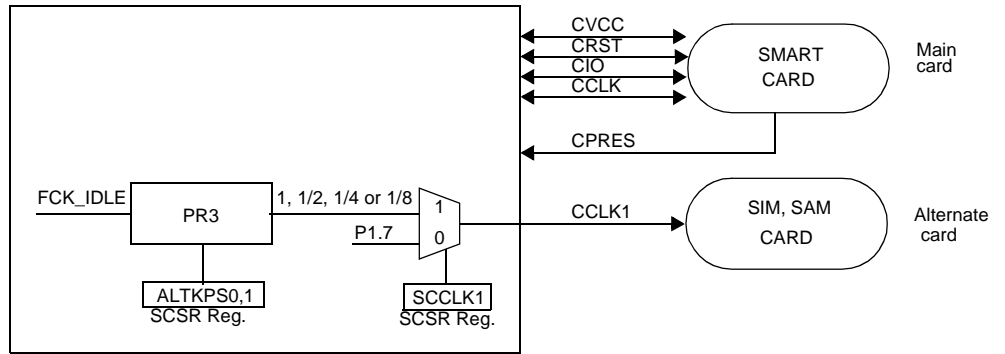 CVCC
CRST
CIO
CCLK
SMART
CARD
Main
card
CPRES
FCK_IDLE
PR3
1, 1/2, 1/4 or 1/8
P1.7
1
0
CCLK1
SIM, SAM
CARD
Alternate
card
ALTKPS0,1
SCSR Reg.
SCCLK1
SCSR Reg.